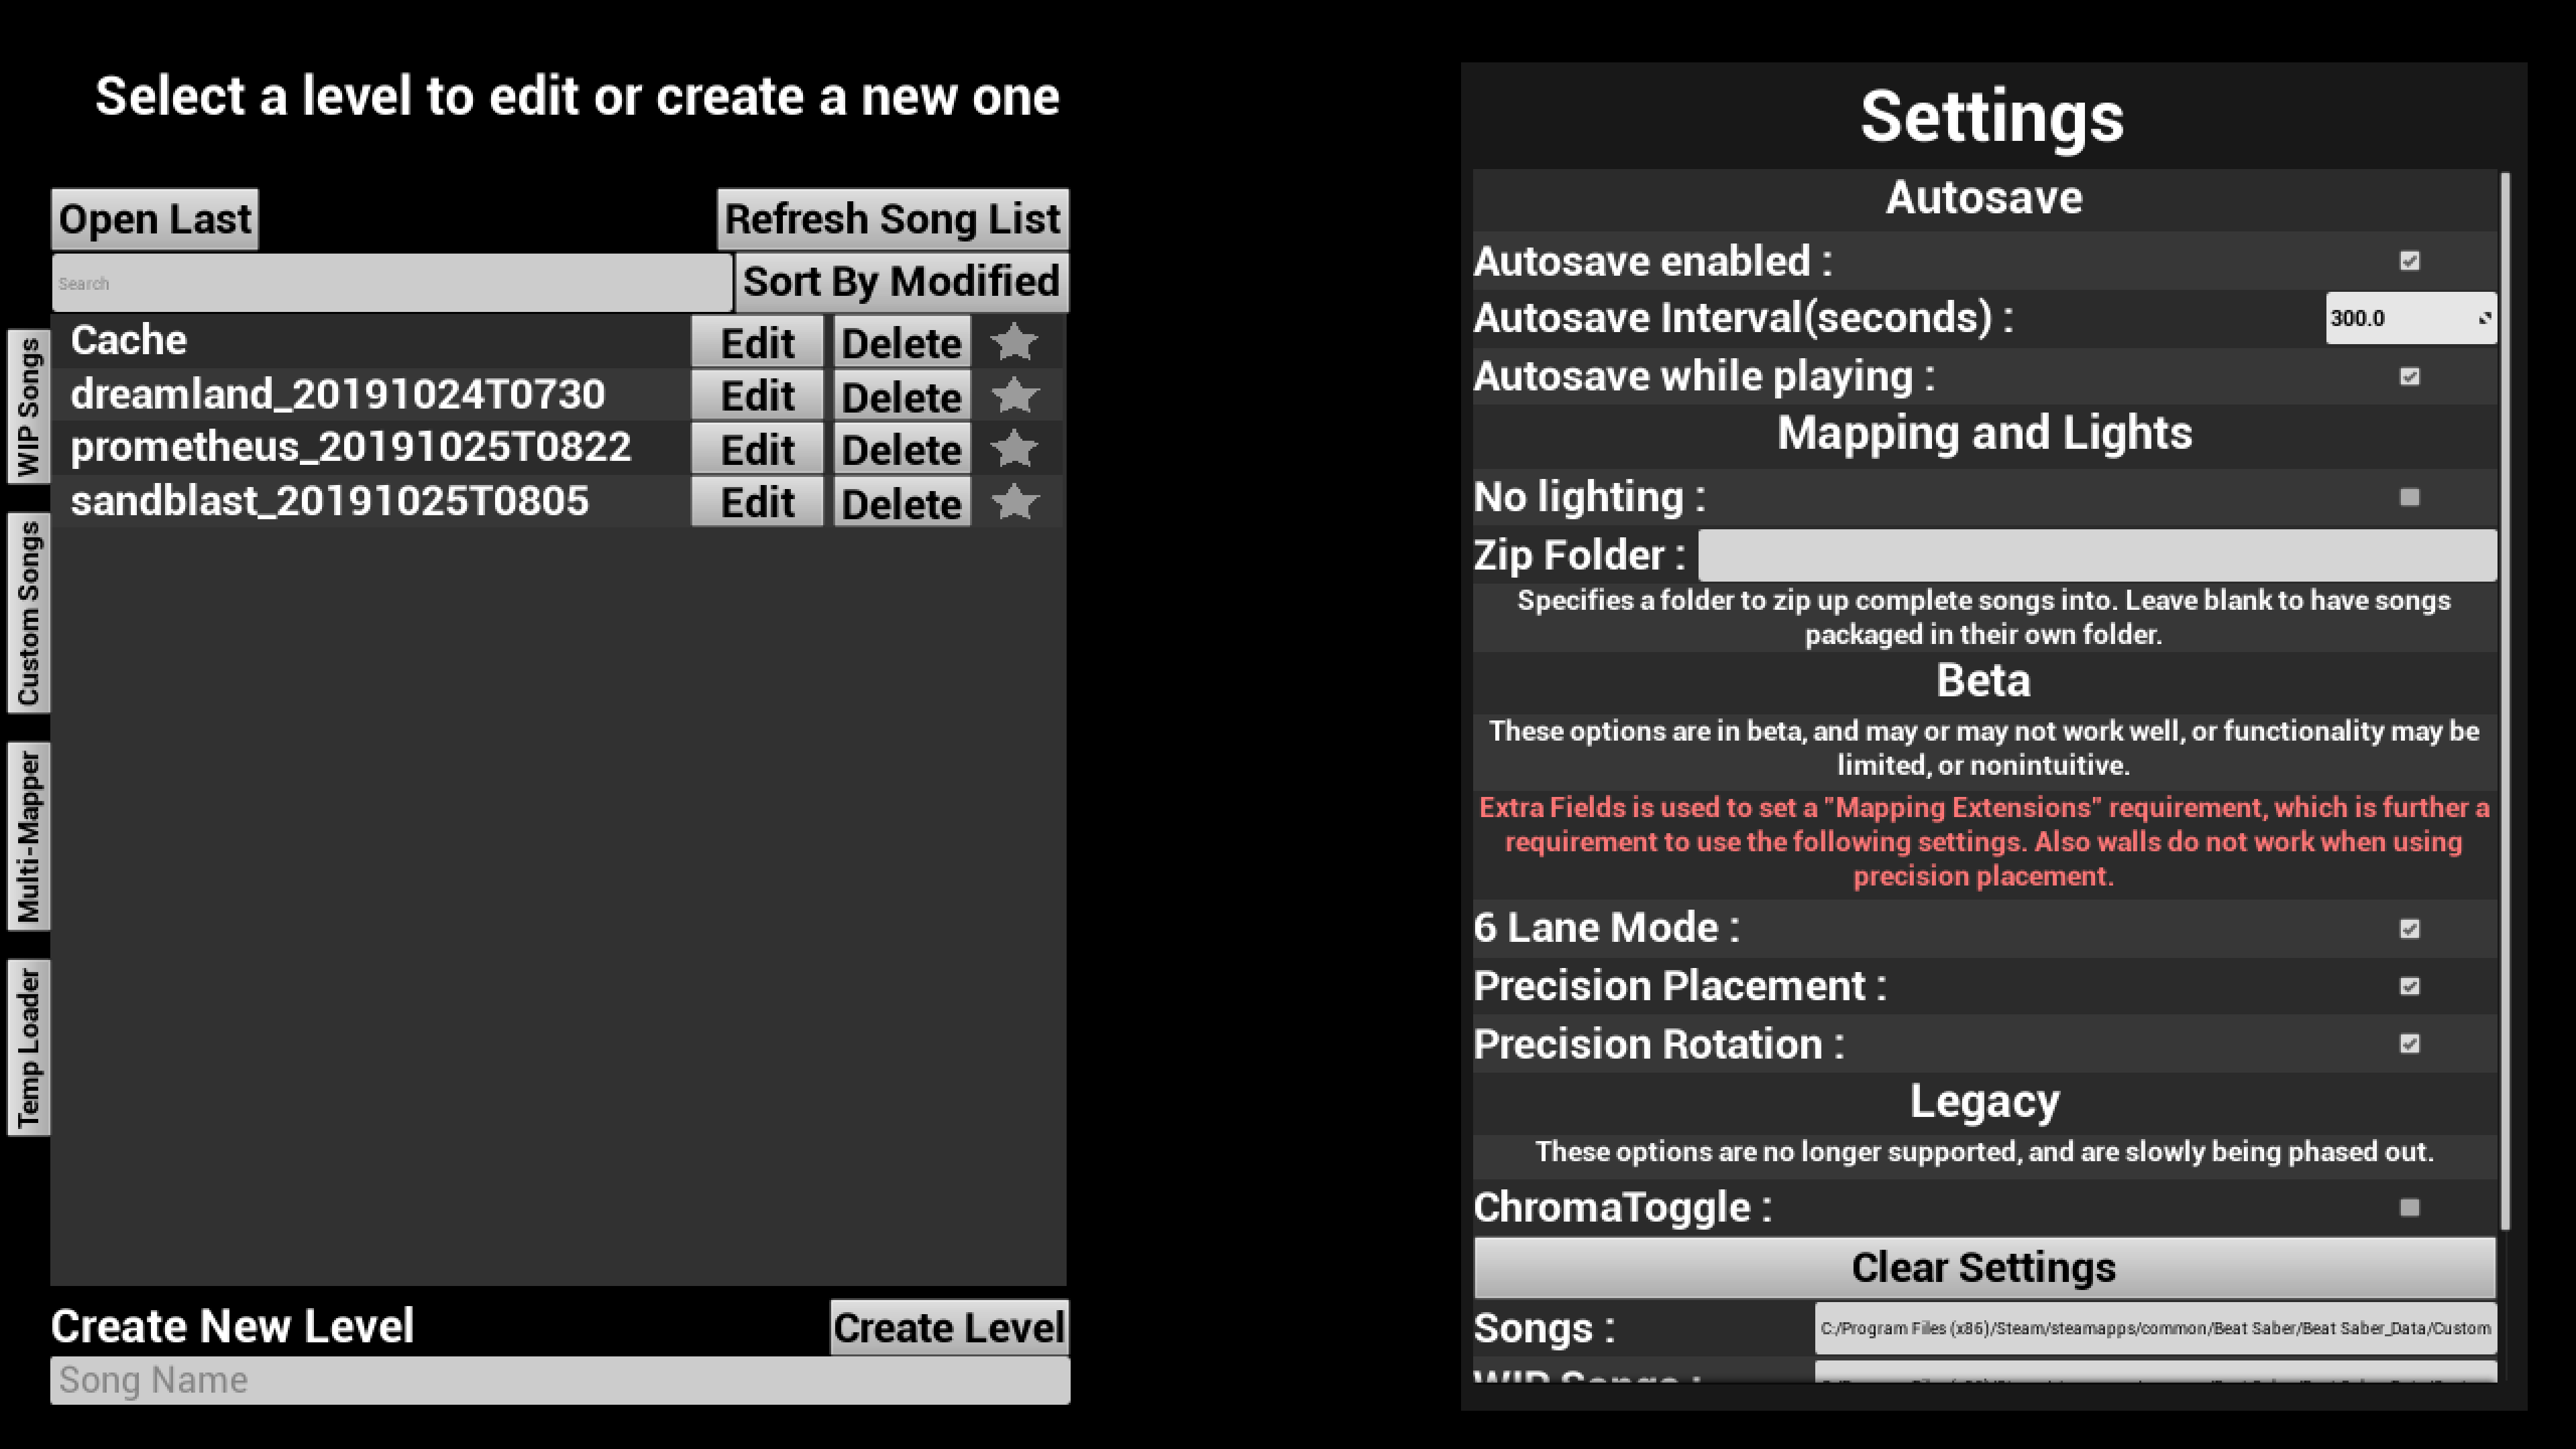 Select a level to edit or create a new one
Open Last
Refresh Song List
Search
Sort By Modified
WIP Songs
Custom Songs
Multi-Mapper
Temp Loader
Cache Edit Delete
dreamland_20191024T0730 Edit Delete
prometheus_20191025T0822 Edit Delete
sandblast_20191025T0805 Edit Delete
Create New Level
Create Level
Song Name
Settings
Autosave
Autosave enabled :
Autosave Interval(seconds) : 300.0
Autosave while playing :
Mapping and Lights
No lighting :
Zip Folder :
Specifies a folder to zip up complete songs into. Leave blank to have songs
packaged in their own folder.
Beta
These options are in beta, and may or may not work well, or functionality may be
limited, or nonintuitive.
Extra Fields is used to set a "Mapping Extensions" requirement, which is further a
requirement to use the following settings. Also walls do not work when using
precision placement.
6 Lane Mode :
Precision Placement :
Precision Rotation :
Legacy
These options are no longer supported, and are slowly being phased out.
ChromaToggle :
Clear Settings
Songs : C:/Program Files (x86)/Steam/steamapps/common/Beat Saber/Beat Saber_Data/Custom
WIP Songs :